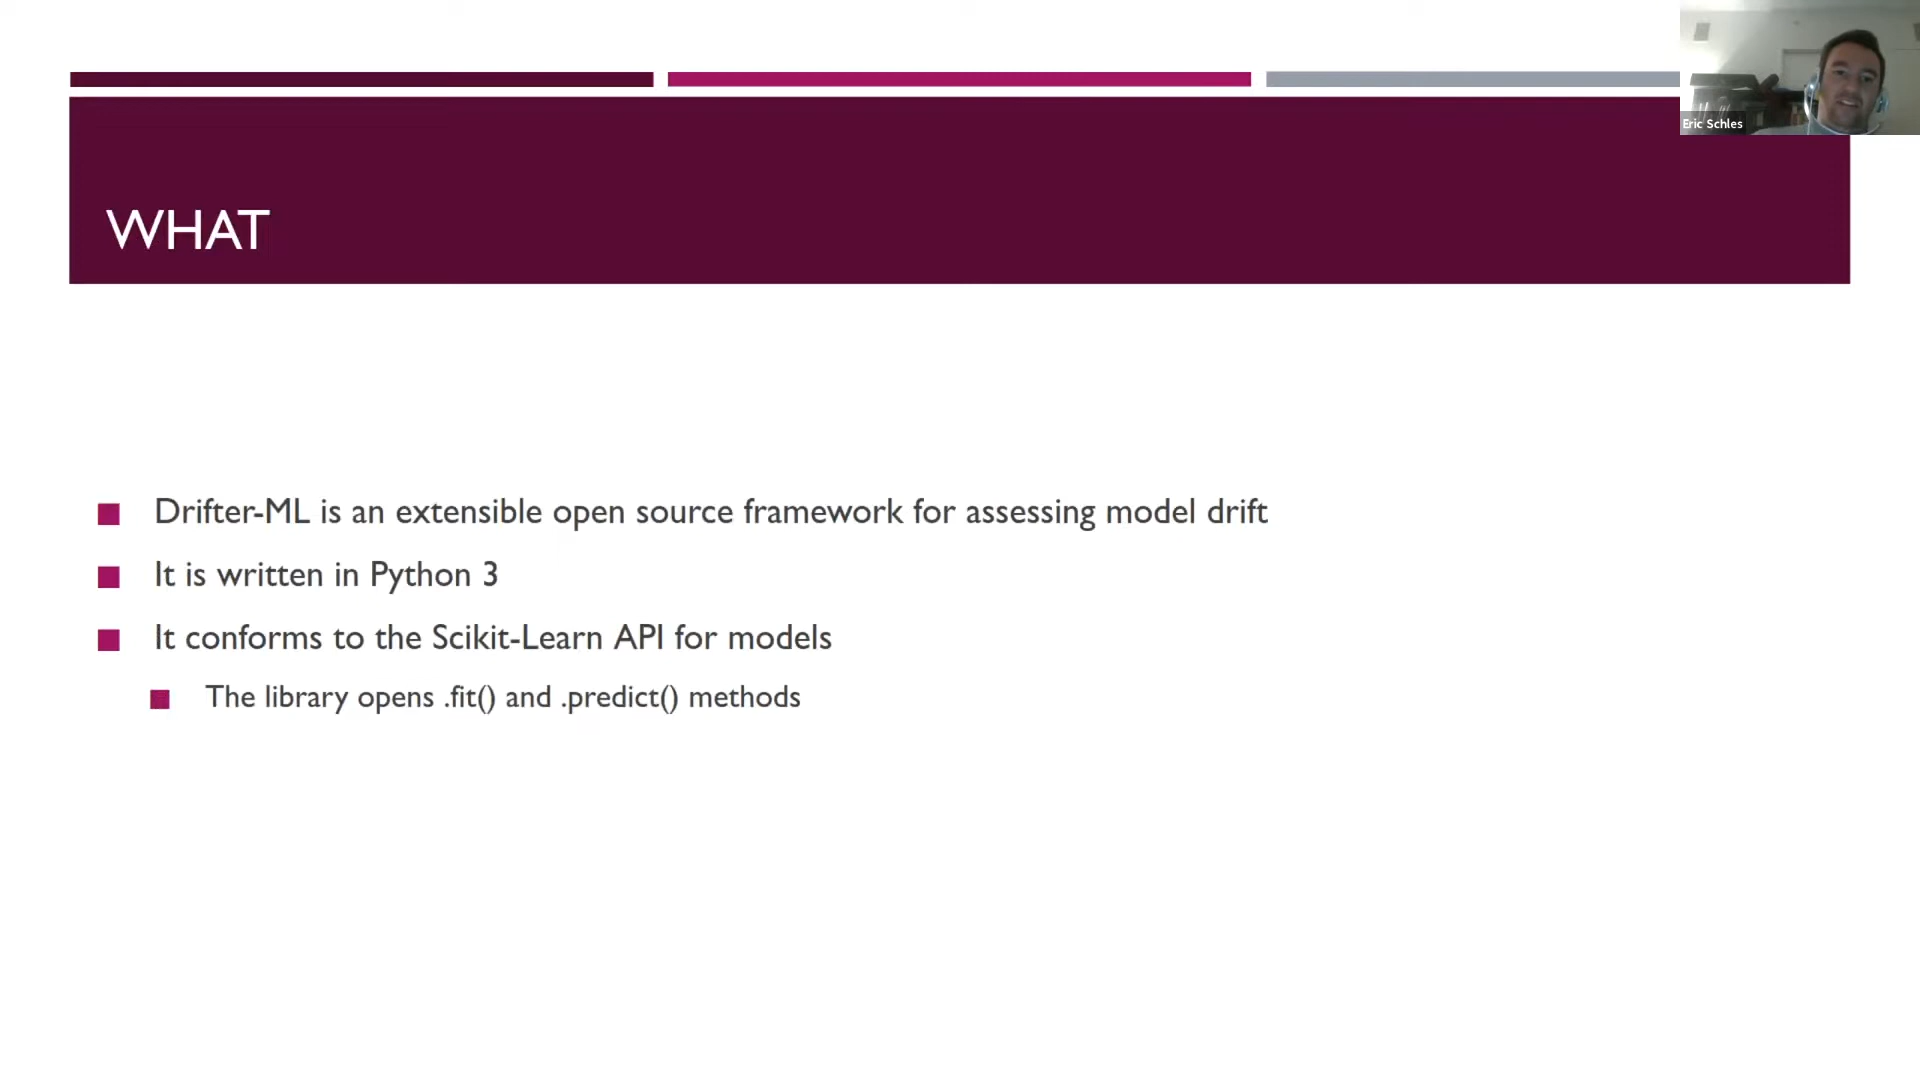 Eric Schles
WHAT
Drifter-ML is an extensible open source framework for assessing model drift
It is written in Python 3
It conforms to the Scikit-Learn API for models
The library opens .fit() and .predict() methods